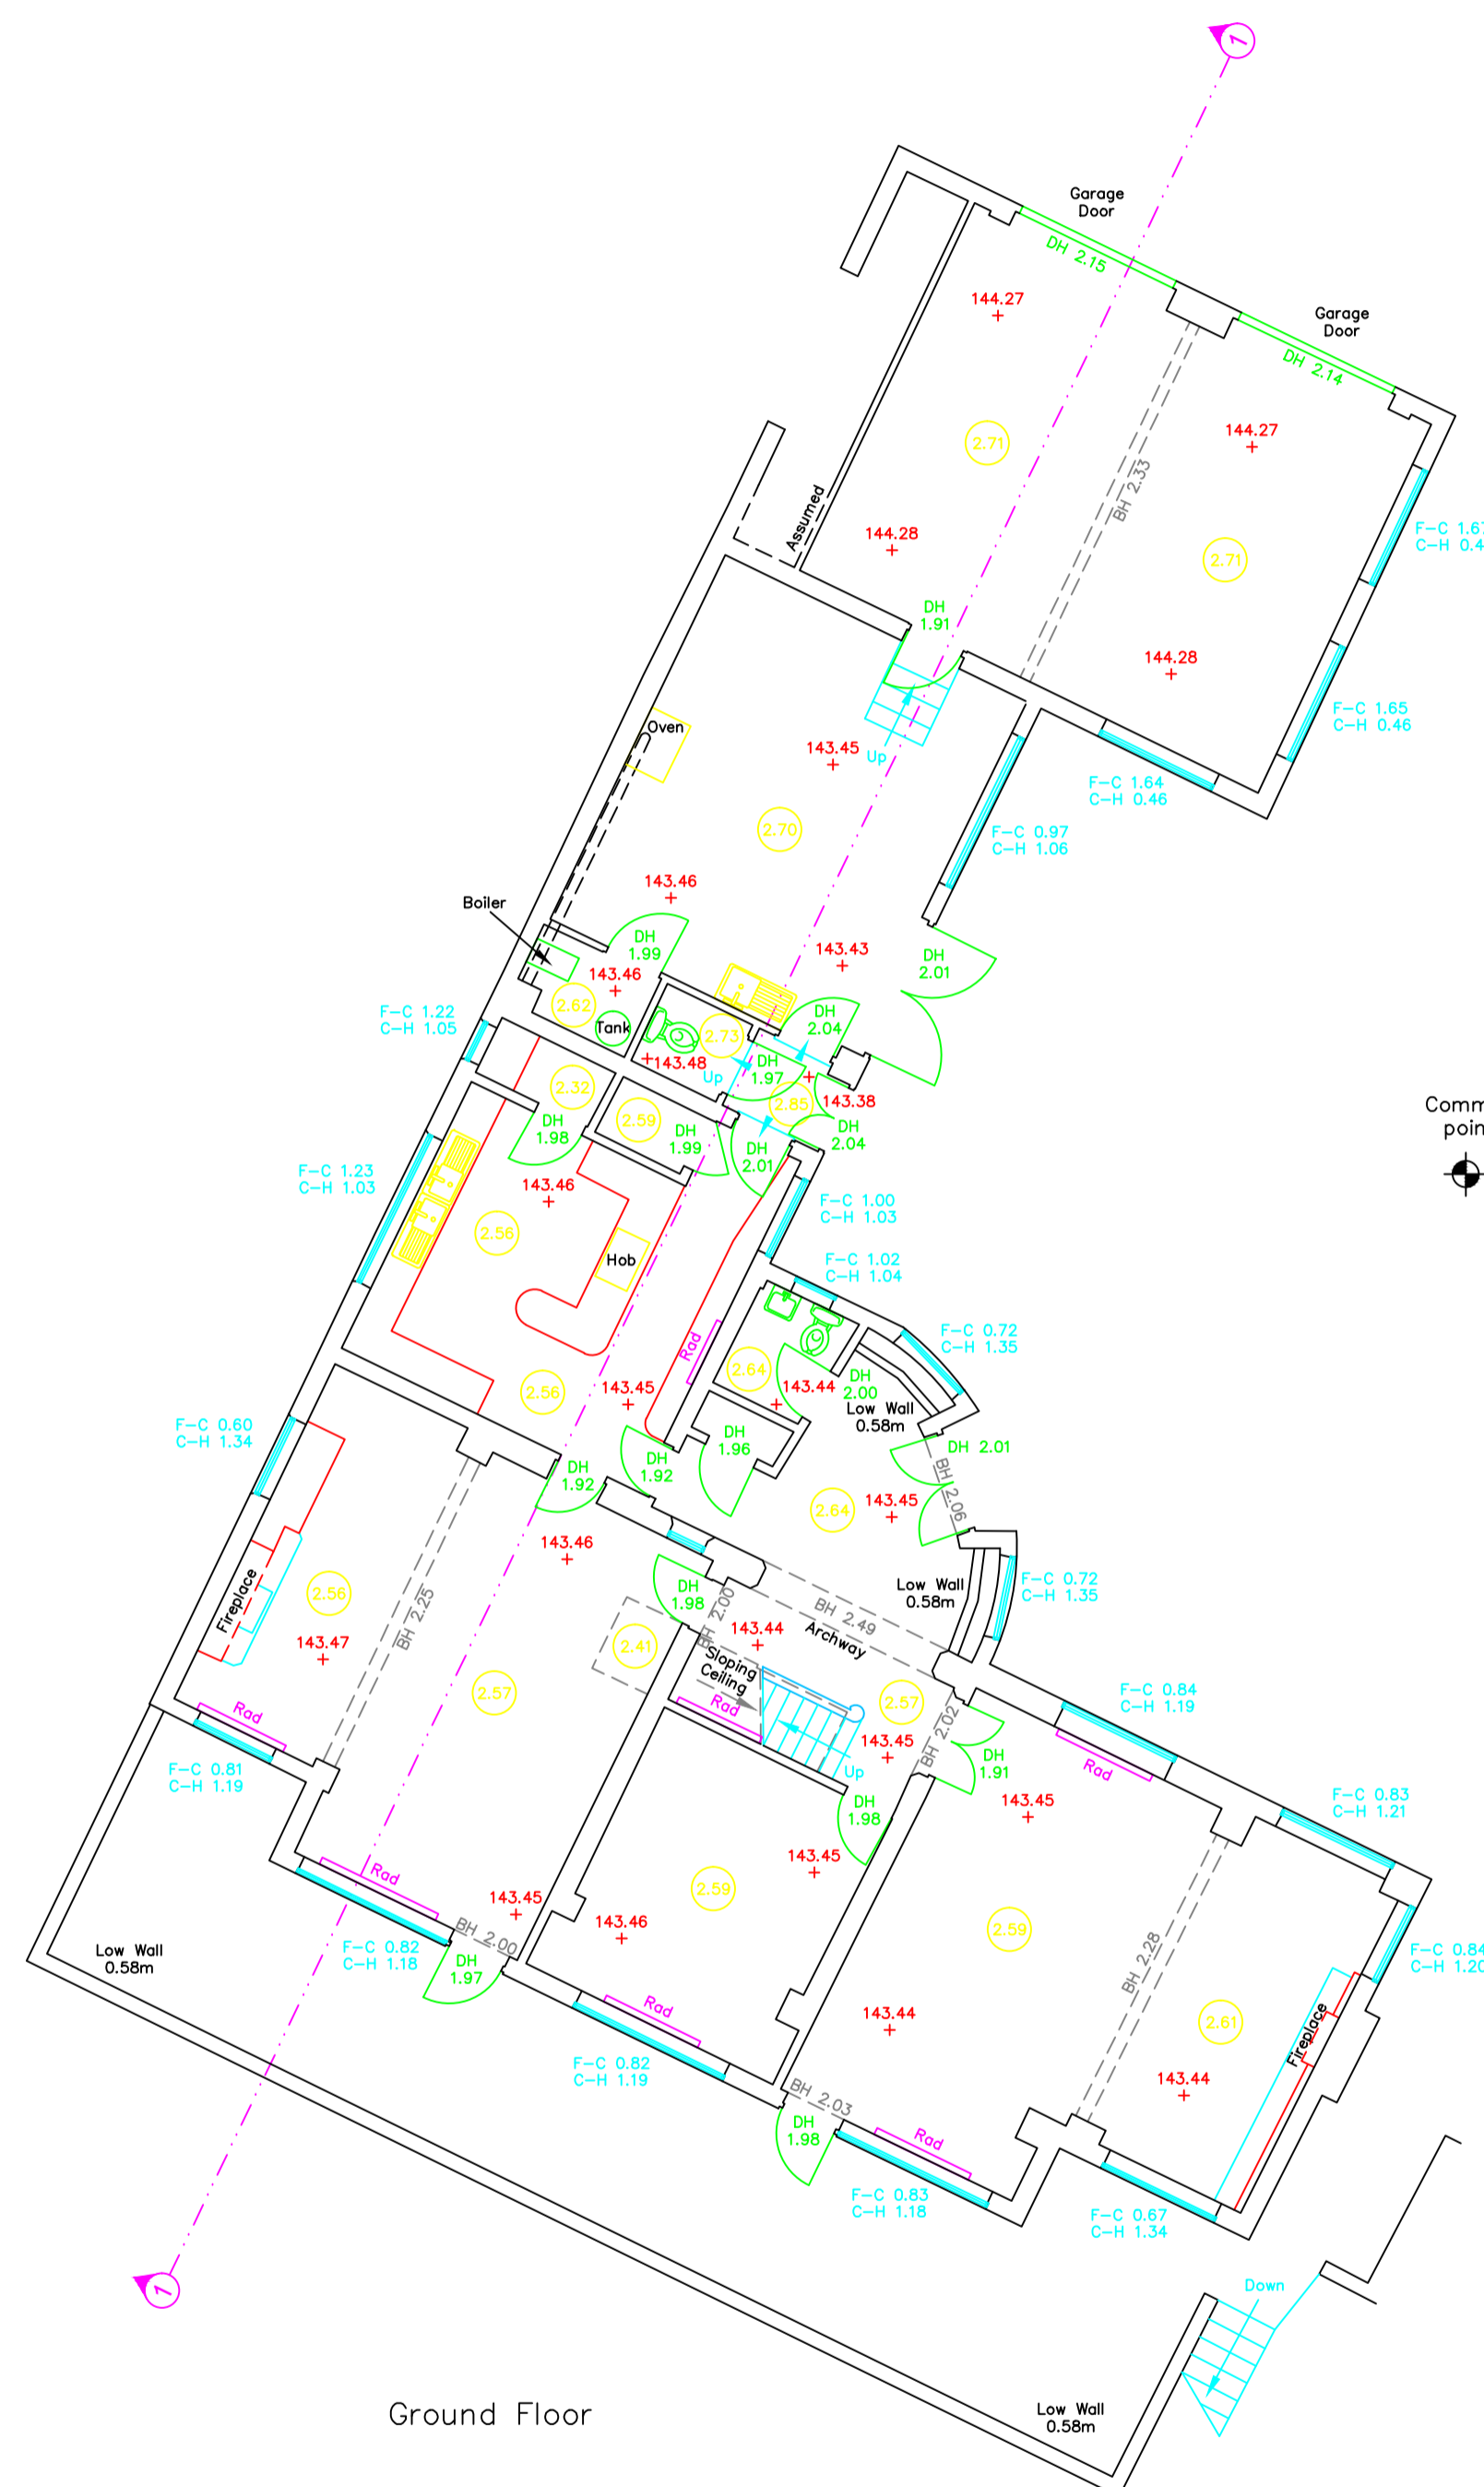 1
Garage
Door
DH 2.15
144.27
Garage
Door
DH 2.14
144.27
2.71
BH 2.33
Assumed
144.28
2.71
F-C 1.65
C-H 0.46
DH
1.91
144.28
Oven
143.45
Up
F-C 1.64
C-H 0.46
2.70
F-C 0.97
C-H 1.06
143.46
Boiler
DH
1.99
143.43
DH
2.01
143.46
2.62
F-C 1.22
C-H 1.05
Tank
2.73
DH
2.04
143.48
DH
1.97
Up
2.32
2.85
143.38
Comm
poin
DH
1.98
2.59
DH
1.99
DH
2.01
DH
2.04
F-C 1.23
C-H 1.03
143.46
F-C 1.00
C-H 1.03
2.56
Hob
F-C 1.02
C-H 1.04
Rad
F-C 0.72
C-H 1.35
2.64
143.44
DH
2.00
143.45
2.56
Low Wall
0.58m
F-C 0.60
C-H 1.34
DH
1.96
DH 2.01
DH
1.92
DH
1.92
BH 2.06
2.64
143.45
143.46
Fireplace
2.56
BH 2.25
DH
1.98
BH 2.00
BH 2.49
Low Wall
0.58m
F-C 0.72
C-H 1.35
143.44
Archway
143.47
2.41
Sloping
Ceiling
2.57
Rad
Rad
2.57
BH 2.02
F-C 0.84
C-H 1.19
143.45
F-C 0.81
C-H 1.19
Up
DH
1.91
Rad
DH
1.98
143.45
F-C 0.83
C-H 1.21
Rad
143.45
2.59
143.45
143.46
2.59
BH 2.28
Low Wall
0.58m
F-C 0.82
C-H 1.18
BH 2.00
DH
1.97
Rad
143.44
2.61
Fireplace
F-C 0.82
C-H 1.19
143.44
BH 2.03
DH
1.98
Rad
F-C 0.83
C-H 1.18
F-C 0.67
C-H 1.34
1
Down
Ground Floor
Low Wall
0.58m